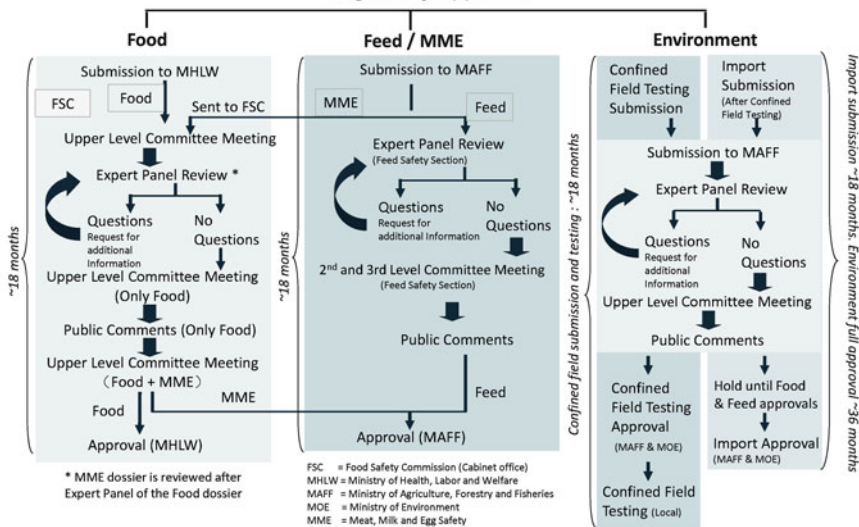 Food
Submission to MHLW
FSC
Food
Sent to FSC
Upper Level Committee Meeting
Expert Panel Review *
Questions
Request for
additional
Information
No
Questions
Upper Level Committee Meeting
(Only Food)
Public Comments (Only Food)
Upper Level Committee Meeting
(Food + MME)
Food
MME
Approval (MHLW)
~18 months
* MME dossier is reviewed after
Expert Panel of the Food dossier
Feed / MME
Submission to MAFF
MME
Feed
Expert Panel Review
(Feed Safety Section)
Questions
Request for
additional Information
No
Questions
2nd and 3rd Level Committee Meeting
(Feed Safety Section)
Public Comments
Feed
Approval (MAFF)
~18 months
FSC = Food Safety Commission (Cabinet office)
MHLW = Ministry of Health, Labor and Welfare
MAFF = Ministry of Agriculture, Forestry and Fisheries
MOE = Ministry of Environment
MME = Meat, Milk and Egg Safety
Environment
Confined
Field Testing
Submission
Import
Submission
(After Confined
Field Testing)
Submission to MAFF
Expert Panel Review
Questions
Request for
additional
Information
No
Questions
Upper Level Committee Meeting
Public Comments
Confined
Field Testing
Approval
(MAFF & MOE)
Confined Field
Testing (Local)
Hold until Food
& Feed approvals
Import Approval
(MAFF & MOE)
Confined field submission and testing : ~18 months
Import submission ~18 months. Environment full approval ~36 months